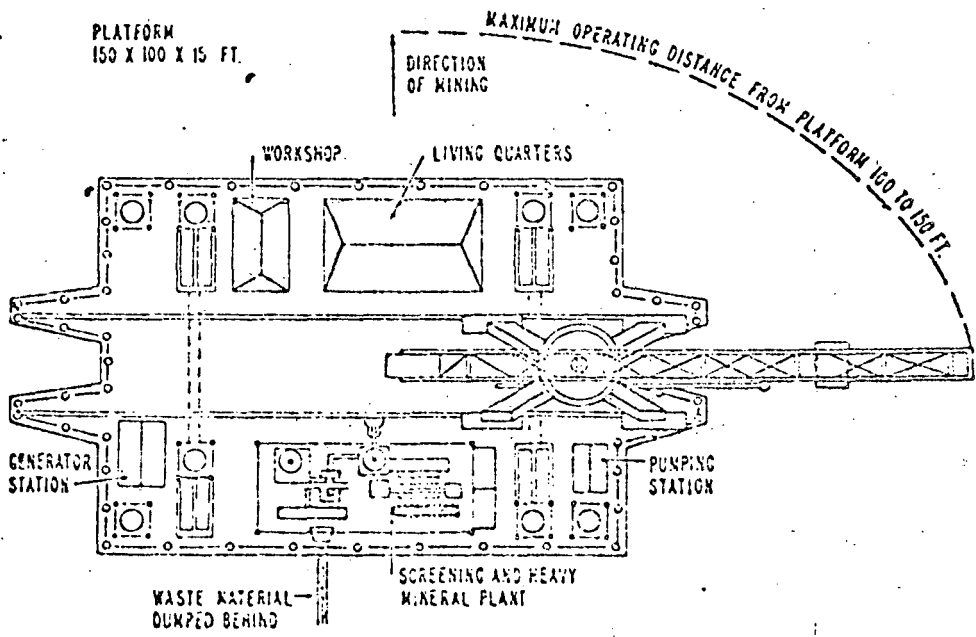 PLATFORM
150 X 100 X 15 FT.
MAXIMUM OPERATING DISTANCE FROM PLATFORM 100 TO 150 FT.
DIRECTION
OF MINING
WORKSHOP
LIVING QUARTERS
GENERATOR
STATION
PUMPING
STATION
SCREENING AND HEAVY
MINERAL PLANT
WASTE MATERIAL
DUMPED BEHIND